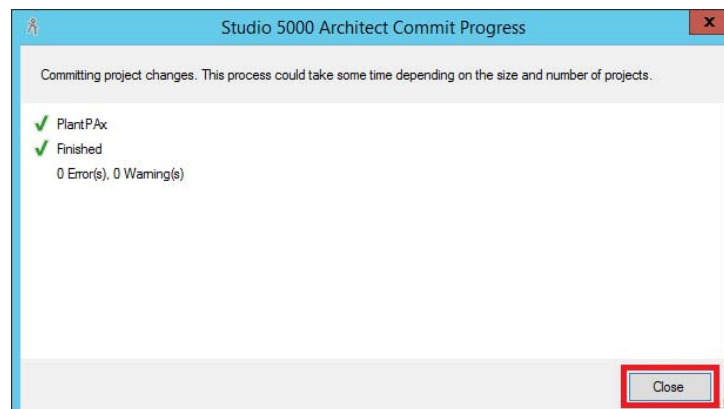 Studio 5000 Architect Commit Progress
x
Committing project changes. This process could take some time depending on the size and number of projects.
PlantPAx
Finished
0 Error(s), 0 Warning(s)
Close